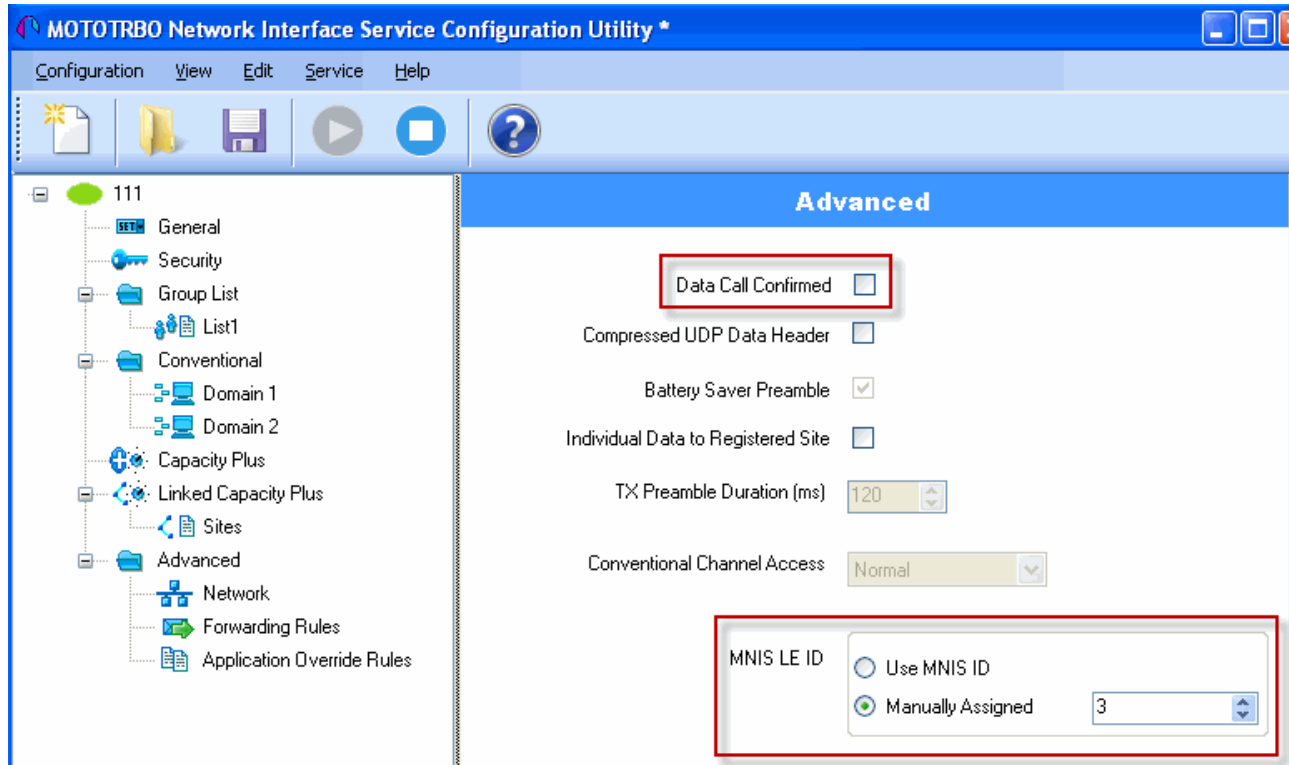 MOTOTRBO Network Interface Service Configuration Utility *
Configuration View Edit Service Help
?
111
SET General
Security
Group List
List1
Conventional
Domain 1
Domain 2
Capacity Plus
Linked Capacity Plus
Sites
Advanced
Network
Forwarding Rules
Application Override Rules
Advanced
Data Call Confirmed
Compressed UDP Data Header
Battery Saver Preamble
Individual Data to Registered Site
TX Preamble Duration (ms) 120
Conventional Channel Access Normal
MNIS LE ID
Use MNIS ID
Manually Assigned 3